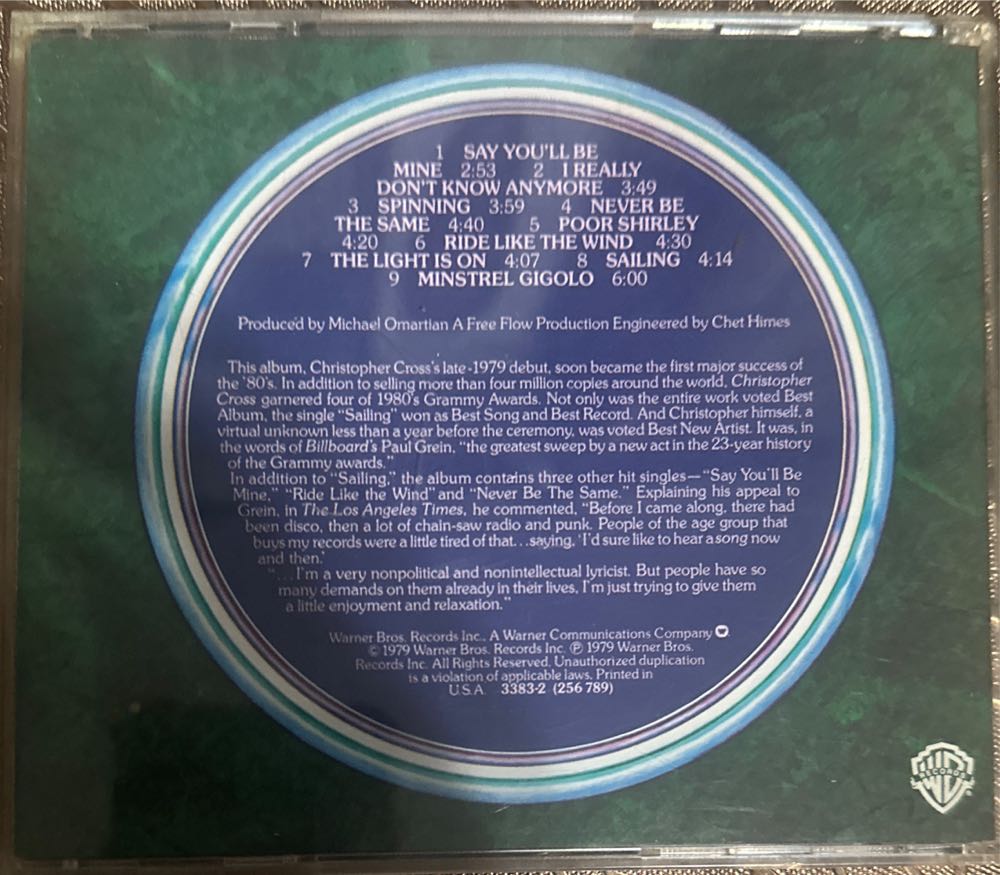 1 SAY YOU'LL BE
MINE 2:53 2 I REALLY
DON'T KNOW ANYMORE 3:49
3 SPINNING 3:59 4 NEVER BE
THE SAME 4:40 5 POOR SHIRLEY
4:20 6 RIDE LIKE THE WIND 4:30
7 THE LIGHT IS ON 4:07 8 SAILING 4:14
9 MINSTREL GIGOLO 6:00
Produced by Michael Omartian A Free Flow Production Engineered by Chet Himes
This album, Christopher Cross's late-1979 debut, soon became the first major success of
the '80's. In addition to selling more than four million copies around the world, Christopher
Cross garnered four of 1980's Grammy Awards. Not only was the entire work voted Best
Album, the single "Sailing" won as Best Song and Best Record. And Christopher himself, a
virtual unknown less than a year before the ceremony, was voted Best New Artist. It was, in
the words of Billboard's Paul Grein, "the greatest sweep by a new act in the 23-year history
of the Grammy awards."
In addition to "Sailing," the album contains three other hit singles—"Say You'll Be
Mine," "Ride Like the Wind" and "Never Be The Same." Explaining his appeal to
Grein, in The Los Angeles Times, he commented, "Before I came along, there had
been disco, then a lot of chain-saw radio and punk. People of the age group that
buys my records were a little tired of that...saying, 'I'd sure like to hear a song now
and then.'
"...I'm a very nonpolitical and nonintellectual lyricist. But people have so
many demands on them already in their lives, I'm just trying to give them
a little enjoyment and relaxation."
Warner Bros. Records Inc., A Warner Communications Company
© 1979 Warner Bros. Records Inc. ℗ 1979 Warner Bros.
Records Inc. All Rights Reserved. Unauthorized duplication
is a violation of applicable laws. Printed in
U.S.A. 3383-2 (256 789)
RECORDS